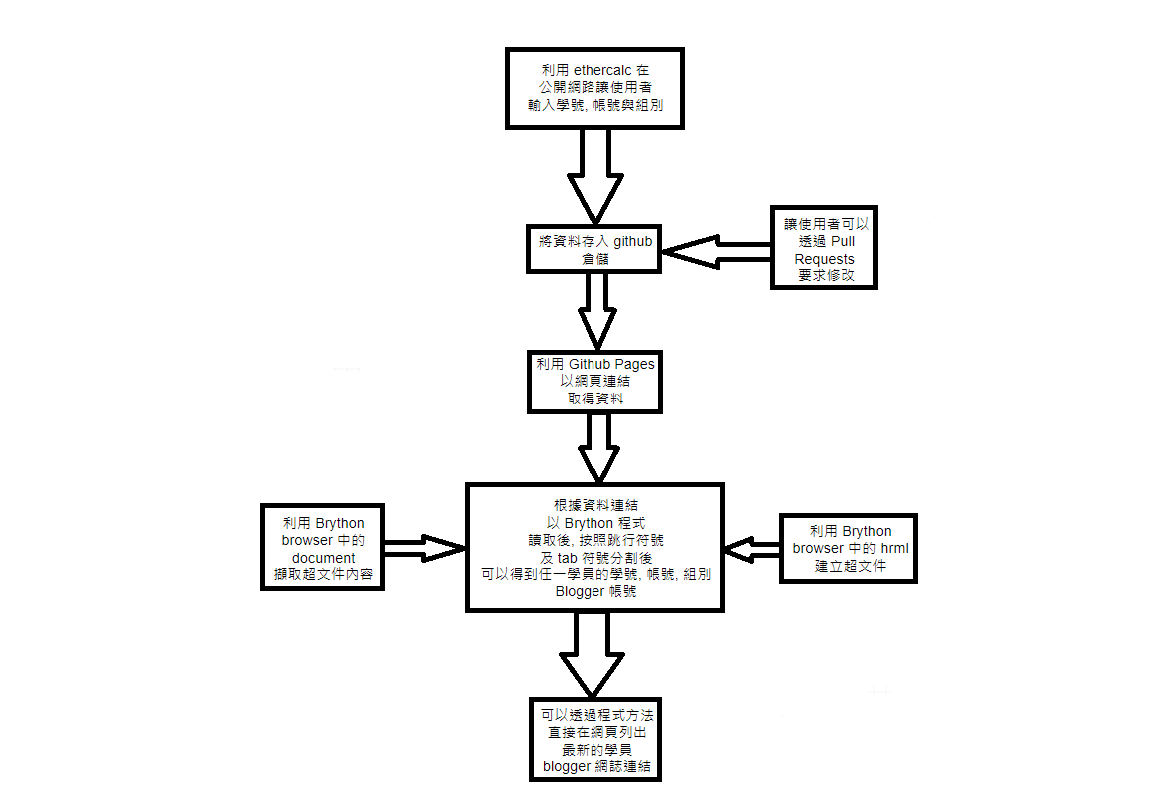 利用 ethercalc 在
公開網路讓使用者
輸入學號, 帳號與組別
將資料存入 github
倉儲
讓使用者可以
透過 Pull
Requests
要求修改
利用 Github Pages
以網頁連結
取得資料
利用 Brython
browser 中的
document
擷取超文件內容
根據資料連結
以 Brython 程式
讀取後, 按照跳行符號
及 tab 符號分割後
可以得到任一學員的學號, 帳號, 組別
Blogger 帳號
利用 Brython
browser 中的 hrml
建立超文件
可以透過程式方法
直接在網頁列出
最新的學員
blogger 網誌連結